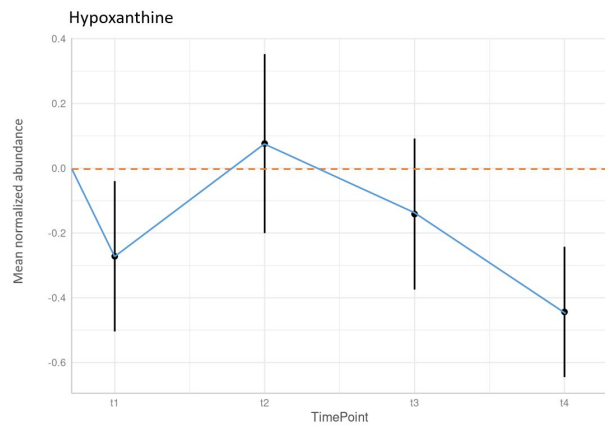 Hypoxanthine
0.4
0.2
0.0
-0.2
-0.4
-0.6
Mean normalized abundance
t1 t2 t3 t4
TimePoint